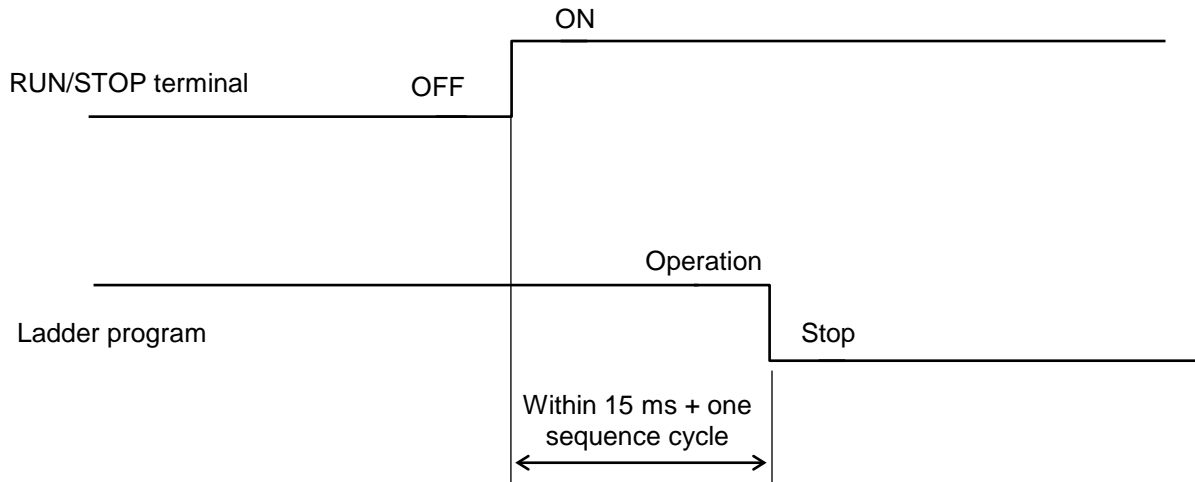 ON
RUN/STOP terminal
OFF
Operation
Ladder program
Stop
Within 15 ms + one
sequence cycle